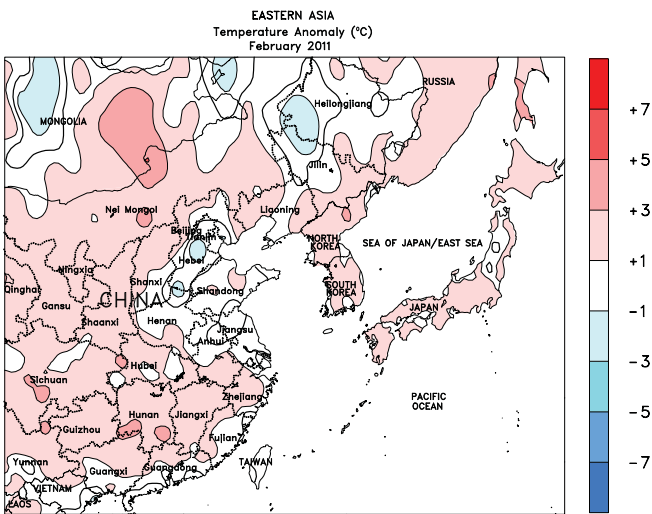 EASTERN ASIA
Temperature Anomaly (°C)
February 2011
RUSSIA
Heilongjiang
MONGOLIA
Jilin
Nei Mongol
Liaoning
Beijing
Tianjin
NORTH
KOREA
SEA OF JAPAN/EAST SEA
Hebei
Ningxia
Shanxi
Qinghai
Shandong
SOUTH
KOREA
CHINA
Gansu
JAPAN
Shaanxi
Henan
Jiangsu
Anhui
Hubei
Sichuan
Zhejiang
PACIFIC
OCEAN
Hunan
Jiangxi
Guizhou
Fujian
Yunnan
Guangxi
Guangdong
TAIWAN
VIETNAM
LAOS
+7
+5
+3
+1
−1
−3
−5
−7